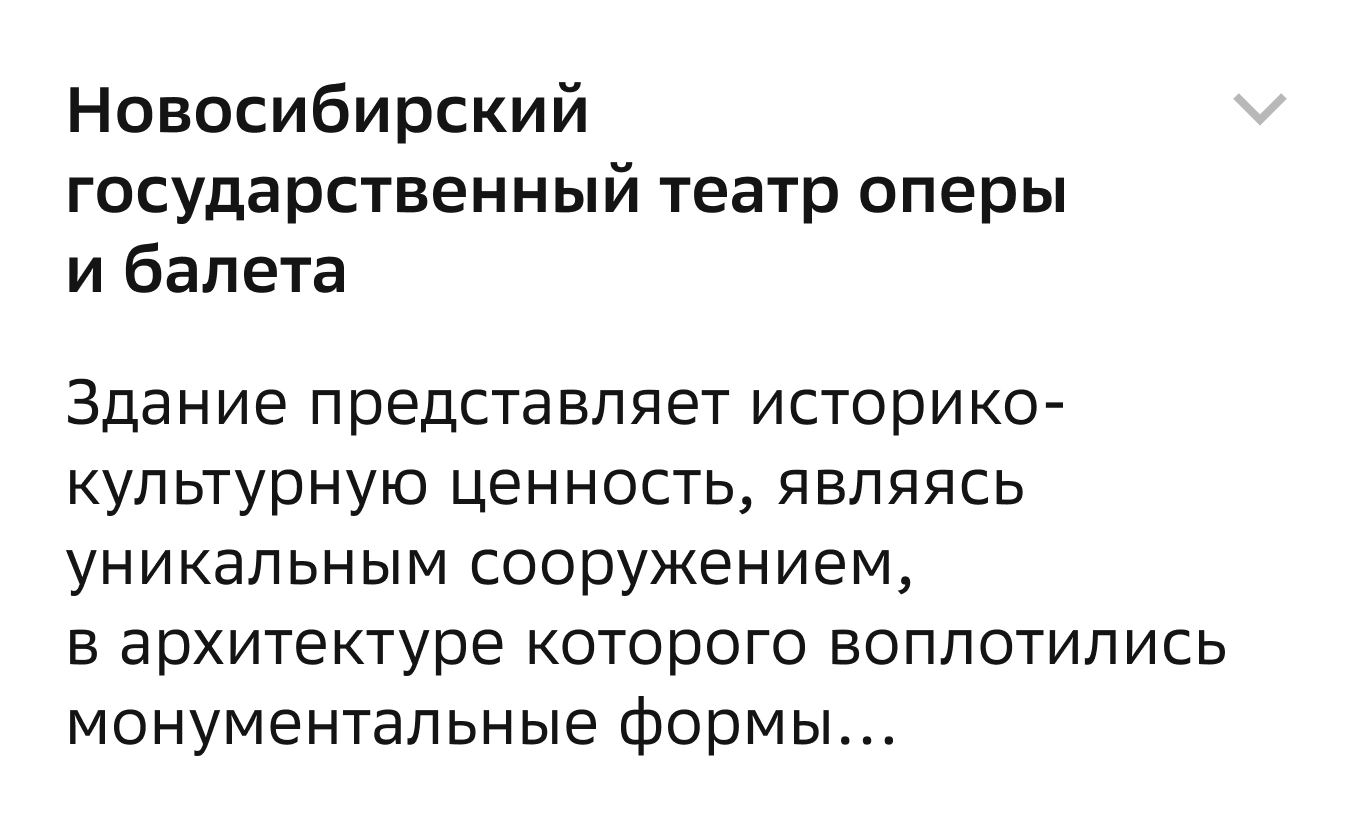 Новосибирский
государственный театр оперы
и балета
Здание представляет историко-
культурную ценность, являясь
уникальным сооружением,
в архитектуре которого воплотились
монументальные формы...